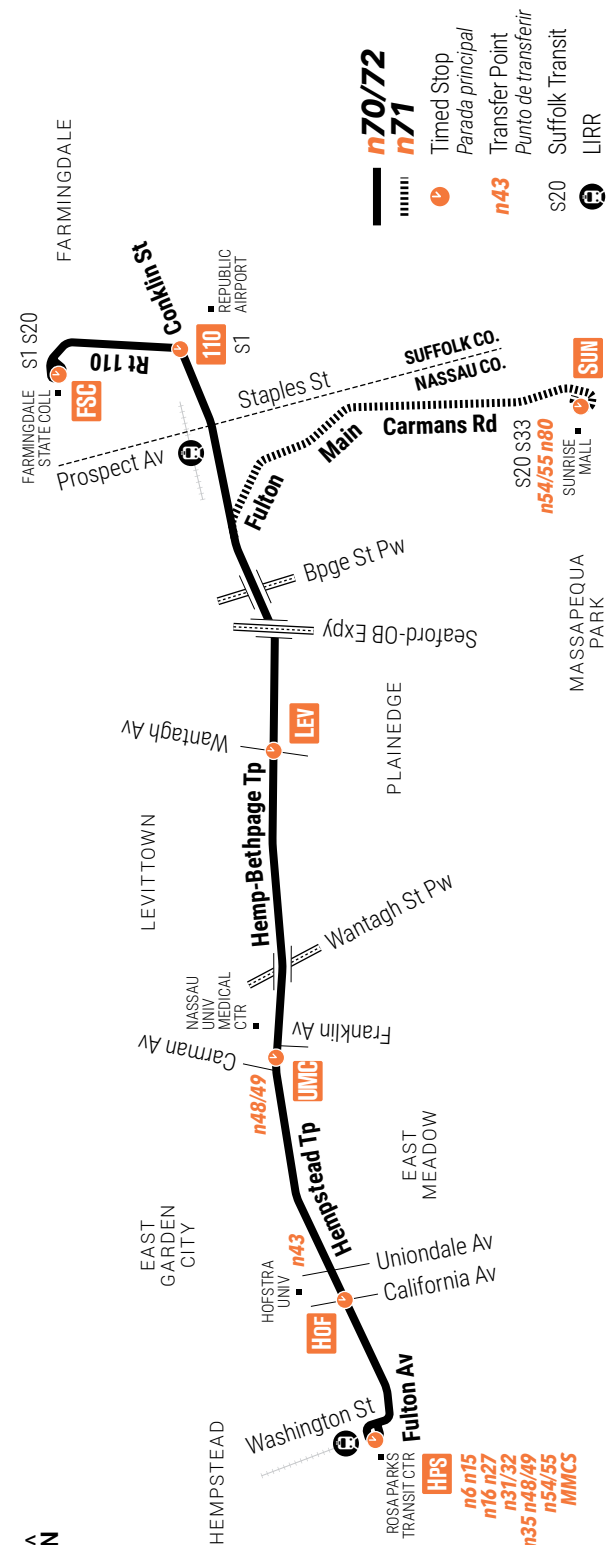 <
N
HEMPSTEAD
Washington St
ROSA PARKS
TRANSIT CTR
HPS
n6 n15
n16 n27
n31/32
n35 n48/49
n54/55
MMCS
Fulton Av
HOF
HOFSTRA
UNIV
n43
California Av
Uniondale Av
Hempstead Tp
EAST
GARDEN
CITY
EAST
MEADOW
n48/49
Carman Av
UMC
Franklin Av
NASSAU
UNIV
MEDICAL
CTR
Wantagh St Pw
LEVITTOWN
Hemp-Bethpage Tp
Wantagh Av
LEV
PLAINEDGE
Seaford-OB Expy
Bpge St Pw
MASSAPEQUA
PARK
Fulton
Main
Carmans Rd
S20 S33
n54/55 n80
SUNRISE
MALL
SUN
Prospect Av
Staples St
SUFFOLK CO.
NASSAU CO.
FARMINGDALE
STATE COLL
FSC
S1 S20
Rt 110
Conklin St
110
S1
REPUBLIC
AIRPORT
FARMINGDALE
n70/72
n71
Timed Stop
Parada principal
n43
Transfer Point
Punto de transferir
S20
Suffolk Transit
LIRR